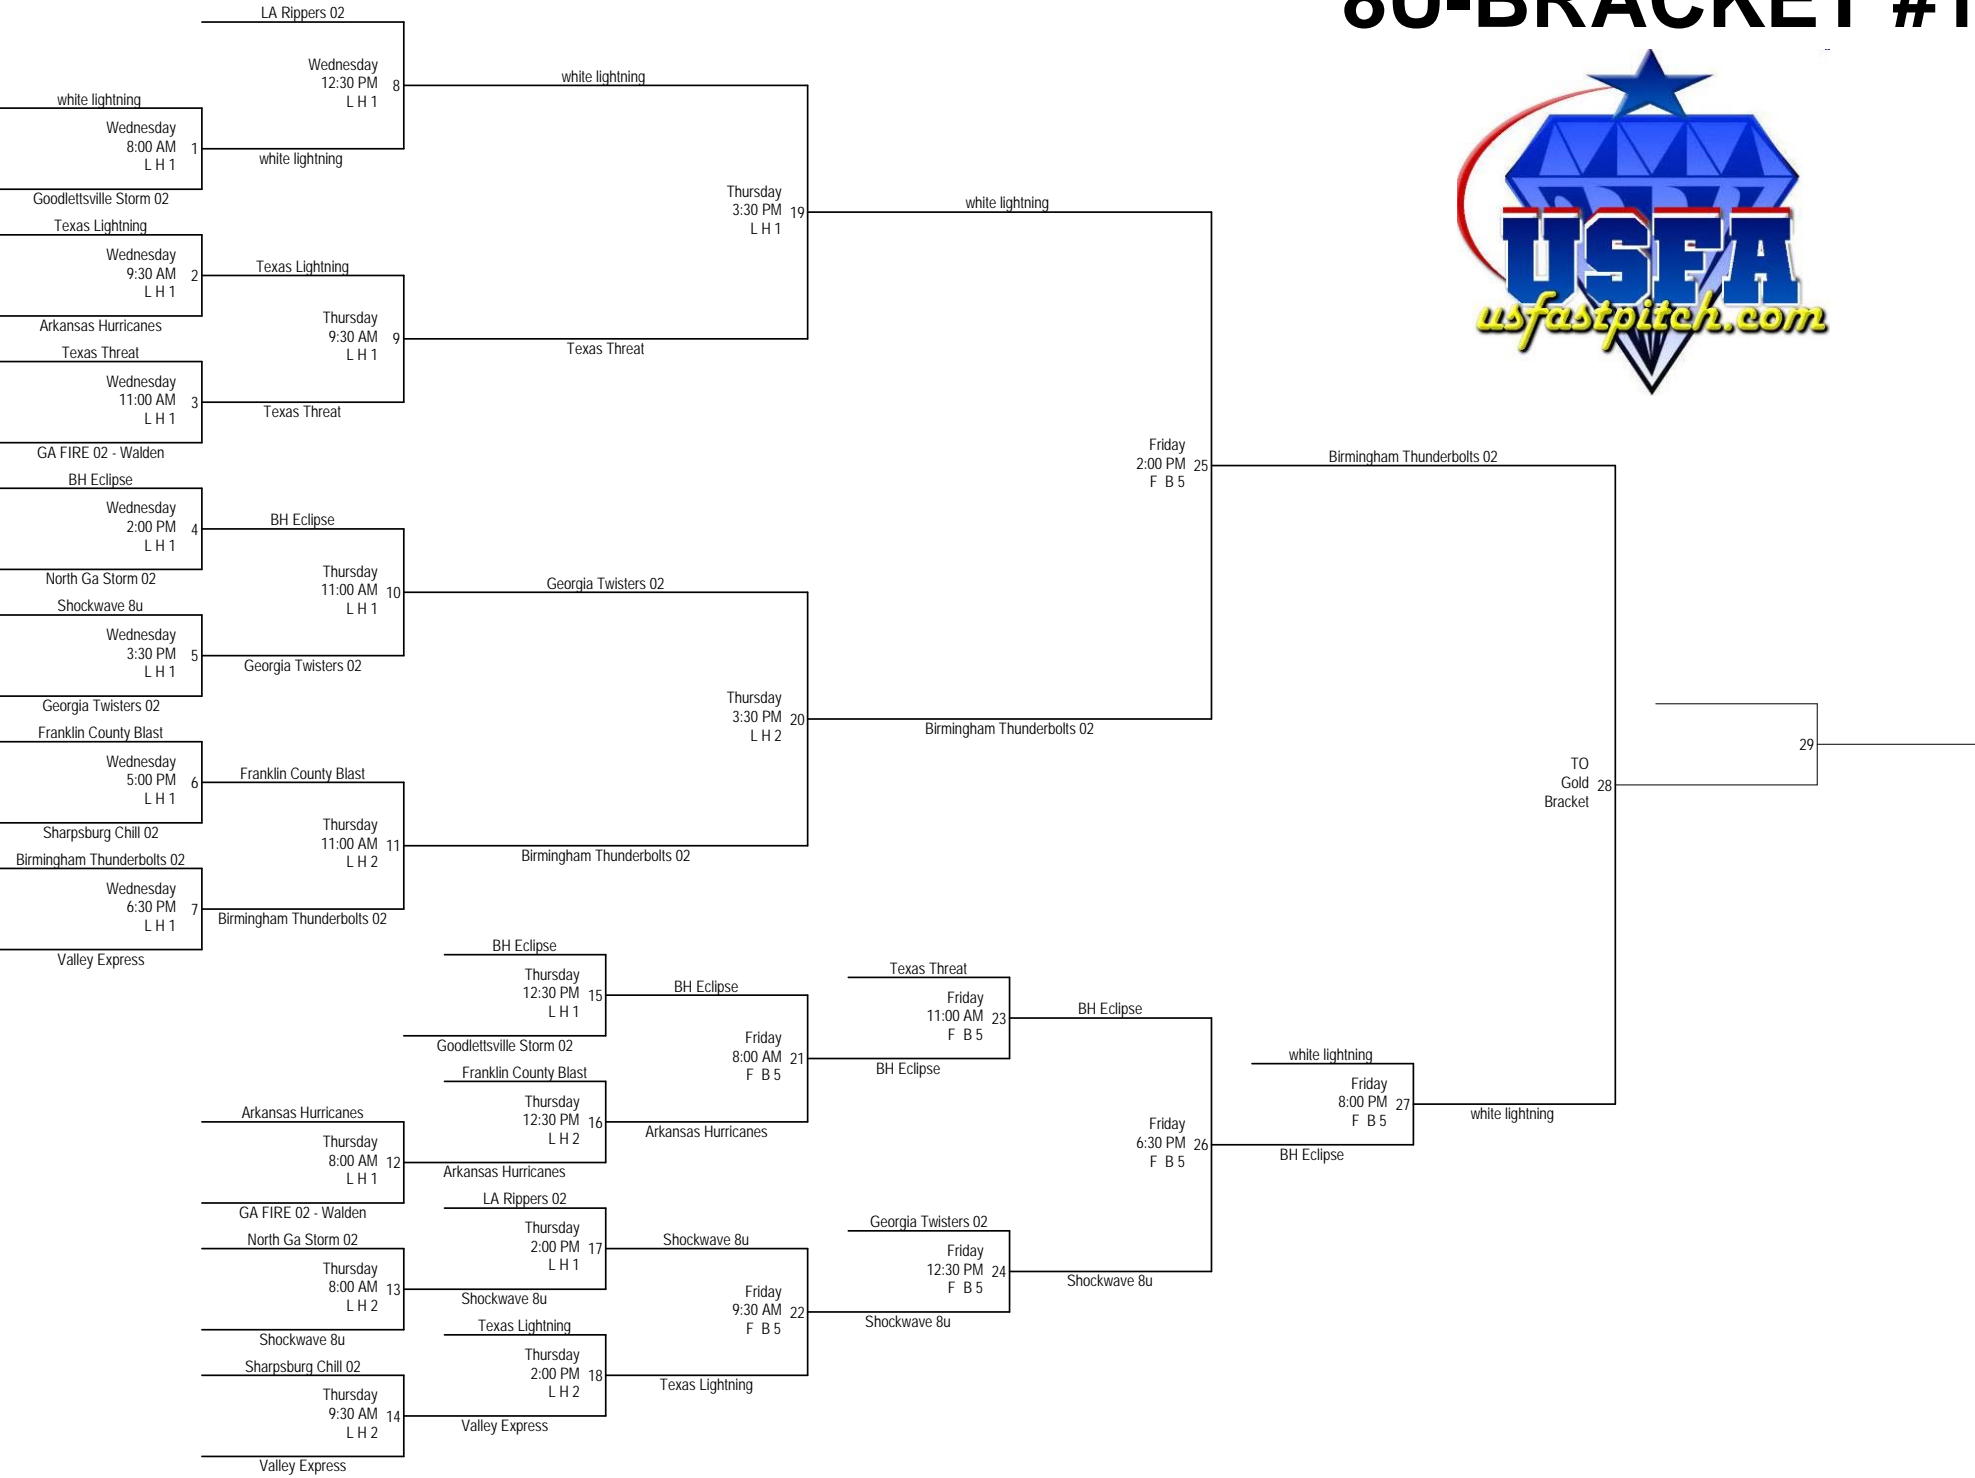 8U-BRACKET #1
LA Rippers 02
Wednesday
12:30 PM 8
L H 1
white lightning
white lightning
Wednesday
8:00 AM 1
L H 1
white lightning
Goodlettsville Storm 02
Texas Lightning
Wednesday
9:30 AM 2
L H 1
Texas Lightning
Arkansas Hurricanes
Thursday
9:30 AM 9
L H 1
Texas Threat
Texas Threat
Wednesday
11:00 AM 3
L H 1
Texas Threat
GA FIRE 02 - Walden
Thursday
3:30 PM 19
L H 1
white lightning
USFA
usfastpitch.com
BH Eclipse
Wednesday
2:00 PM 4
L H 1
BH Eclipse
North Ga Storm 02
Thursday
11:00 AM 10
L H 1
Georgia Twisters 02
Shockwave 8u
Wednesday
3:30 PM 5
L H 1
Georgia Twisters 02
Georgia Twisters 02
Franklin County Blast
Wednesday
5:00 PM 6
L H 1
Franklin County Blast
Sharpsburg Chill 02
Thursday
11:00 AM 11
L H 2
Birmingham Thunderbolts 02
Birmingham Thunderbolts 02
Wednesday
6:30 PM 7
L H 1
Birmingham Thunderbolts 02
Valley Express
Thursday
3:30 PM 20
L H 2
Birmingham Thunderbolts 02
Friday
2:00 PM 25
F B 5
Birmingham Thunderbolts 02
TO
Gold 28
Bracket
29
BH Eclipse
Thursday
12:30 PM 15
L H 1
BH Eclipse
Goodlettsville Storm 02
Franklin County Blast
Thursday
12:30 PM 16
L H 2
Arkansas Hurricanes
Arkansas Hurricanes
Thursday
8:00 AM 12
L H 1
Arkansas Hurricanes
GA FIRE 02 - Walden
Friday
8:00 AM 21
F B 5
BH Eclipse
Texas Threat
Friday
11:00 AM 23
F B 5
BH Eclipse
North Ga Storm 02
Thursday
8:00 AM 13
L H 2
Shockwave 8u
Shockwave 8u
LA Rippers 02
Thursday
2:00 PM 17
L H 1
Shockwave 8u
Texas Lightning
Thursday
2:00 PM 18
L H 2
Texas Lightning
Sharpsburg Chill 02
Thursday
9:30 AM 14
L H 2
Valley Express
Valley Express
Friday
9:30 AM 22
F B 5
Shockwave 8u
Georgia Twisters 02
Friday
12:30 PM 24
F B 5
Shockwave 8u
Friday
6:30 PM 26
F B 5
BH Eclipse
white lightning
Friday
8:00 PM 27
F B 5
white lightning